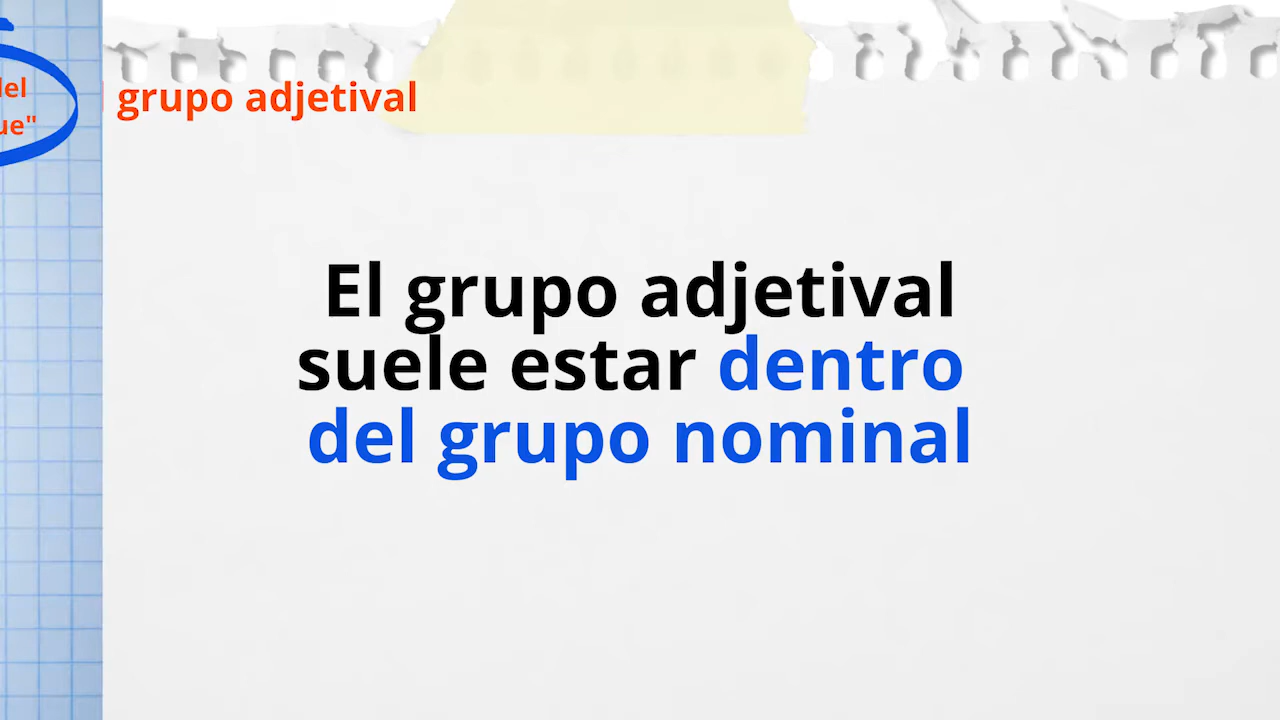 grupo adjetival
El grupo adjetival
suele estar dentro
del grupo nominal